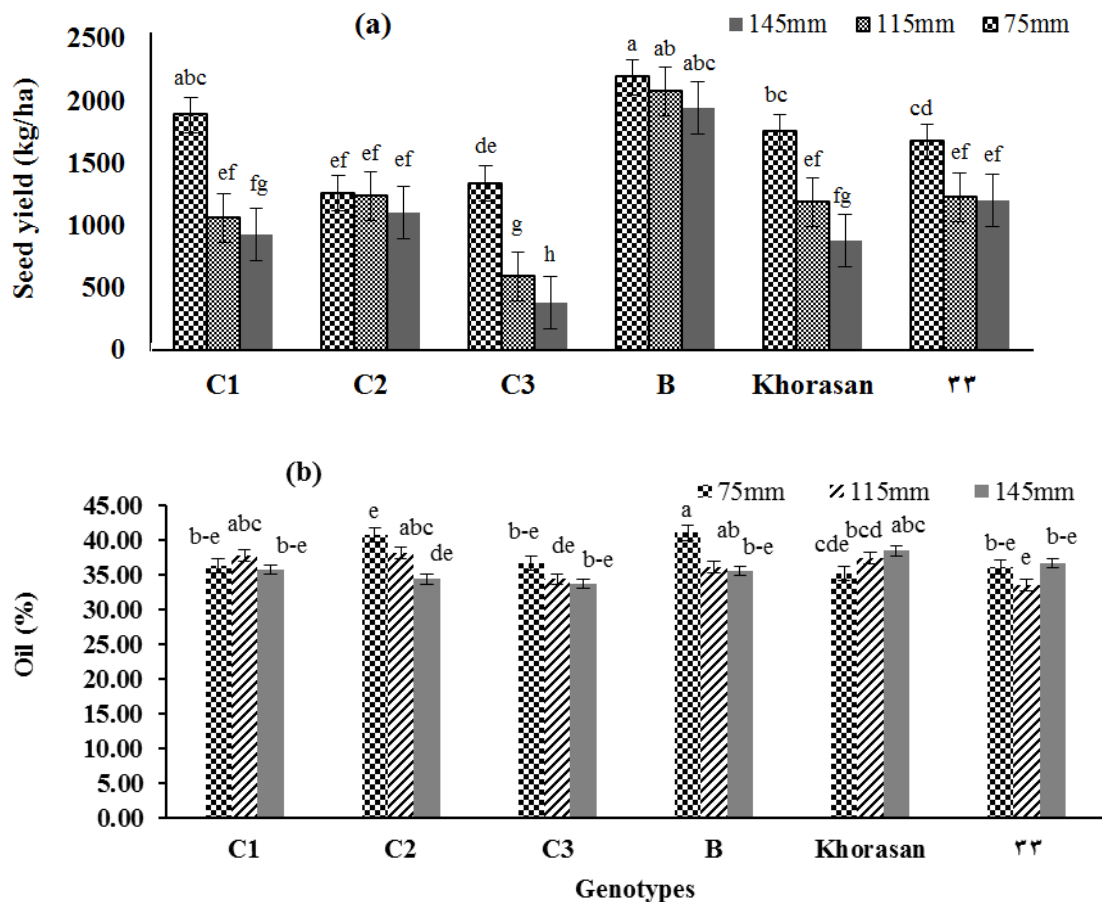 (a)
145mm 115mm 75mm
Seed yield (kg/ha)
2500
2000
1500
1000
500
0
abc ef fg
ef ef ef
de g h
a ab abc
bc ef fg
cd ef ef
C1 C2 C3 B Khorasan ٣٣
(b)
75mm 115mm 145mm
Oil (%)
45.00
40.00
35.00
30.00
25.00
20.00
15.00
10.00
5.00
0.00
b-e abc b-e
e abc de
b-e de b-e
a ab b-e
cde bcd abc
b-e e b-e
C1 C2 C3 B Khorasan ٣٣
Genotypes